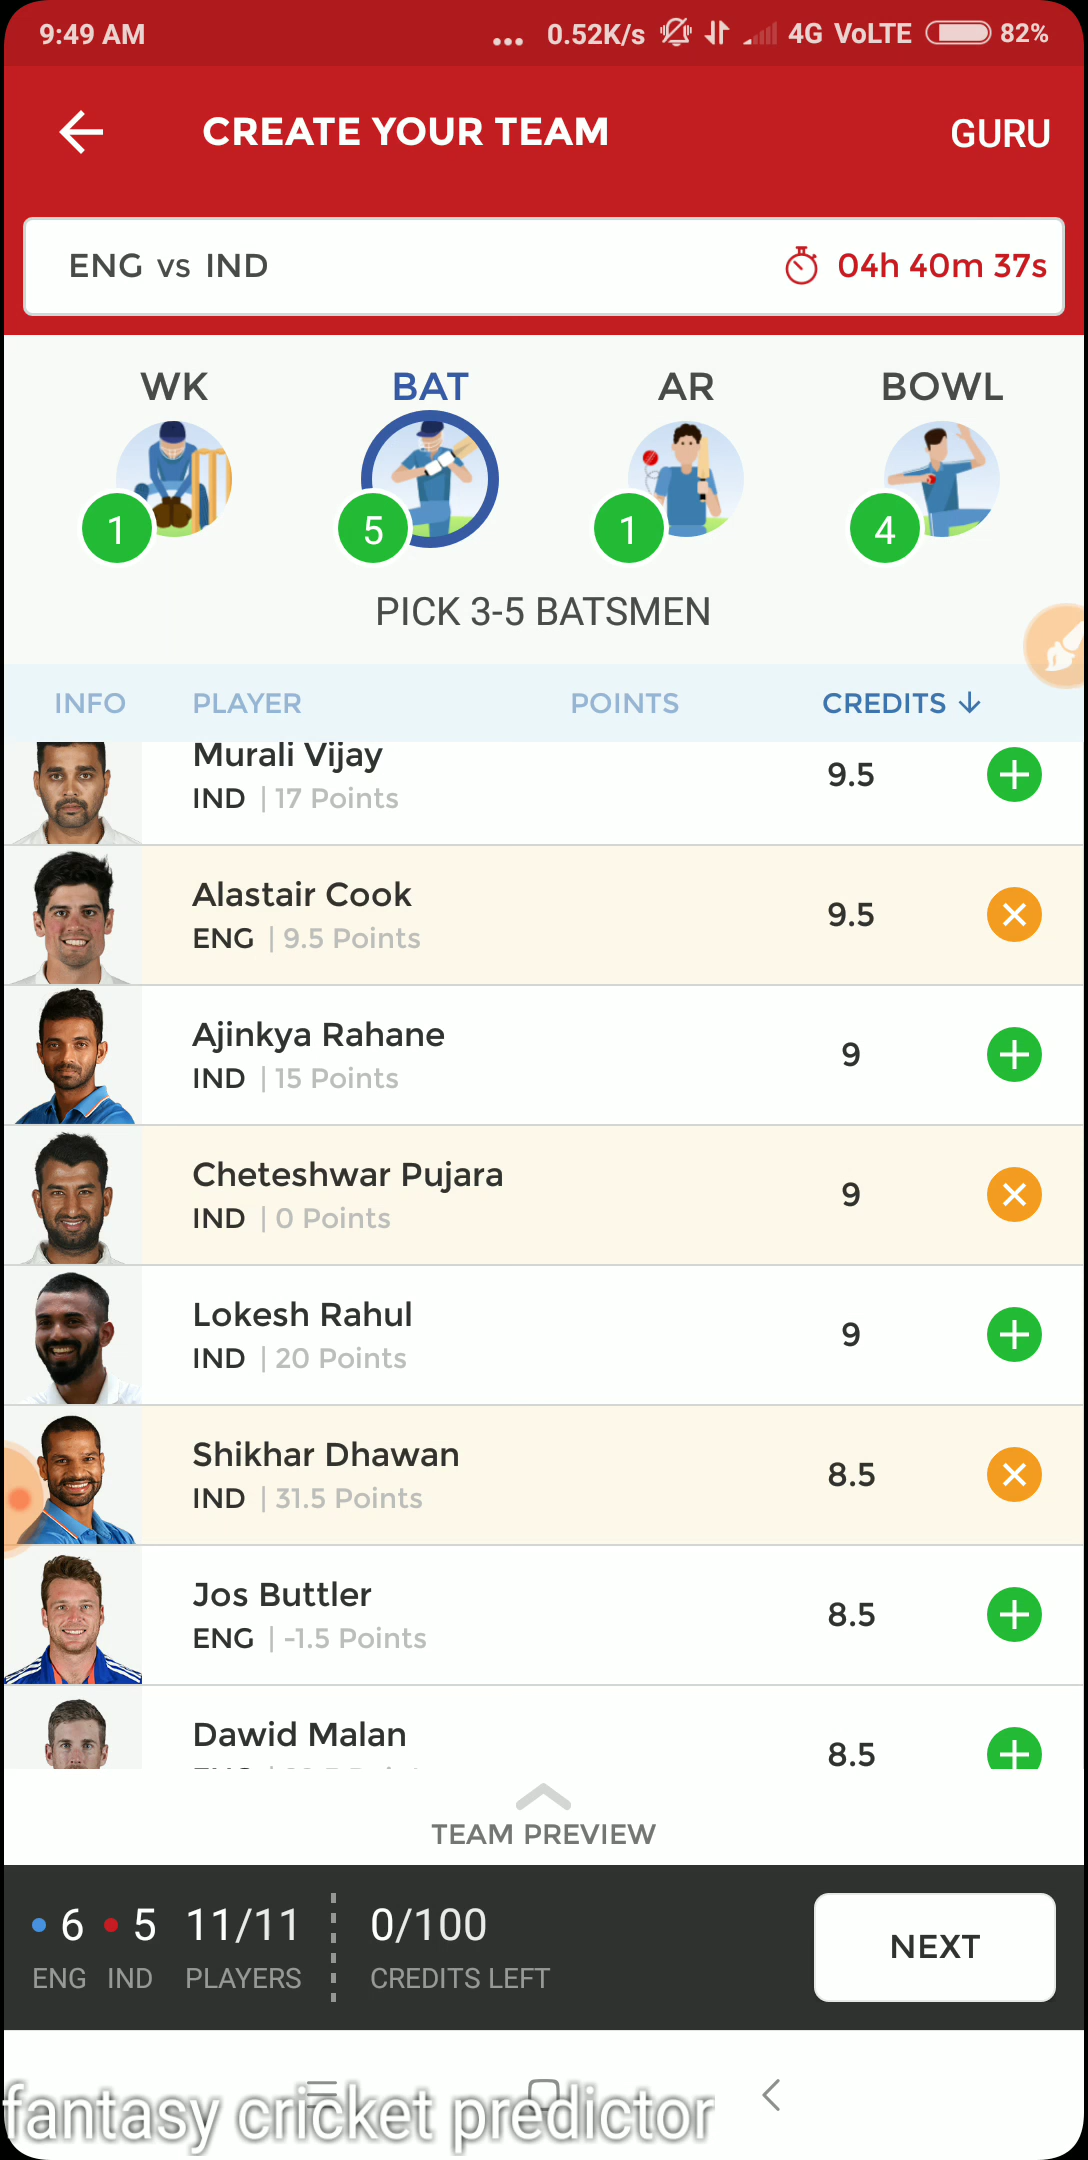 9:49 AM ... 0.52K/s 4G VoLTE 82%
CREATE YOUR TEAM GURU
ENG vs IND 04h 40m 37s
WK BAT AR BOWL
1 5 1 4
PICK 3-5 BATSMEN
INFO PLAYER POINTS CREDITS ↓
Murali Vijay 9.5
IND | 17 Points
Alastair Cook 9.5
ENG | 9.5 Points
Ajinkya Rahane 9
IND | 15 Points
Cheteshwar Pujara 9
IND | 0 Points
Lokesh Rahul 9
IND | 20 Points
Shikhar Dhawan 8.5
IND | 31.5 Points
Jos Buttler 8.5
ENG | -1.5 Points
Dawid Malan 8.5
TEAM PREVIEW
6 5 11/11 0/100
ENG IND PLAYERS CREDITS LEFT
NEXT
fantasy cricket predictor